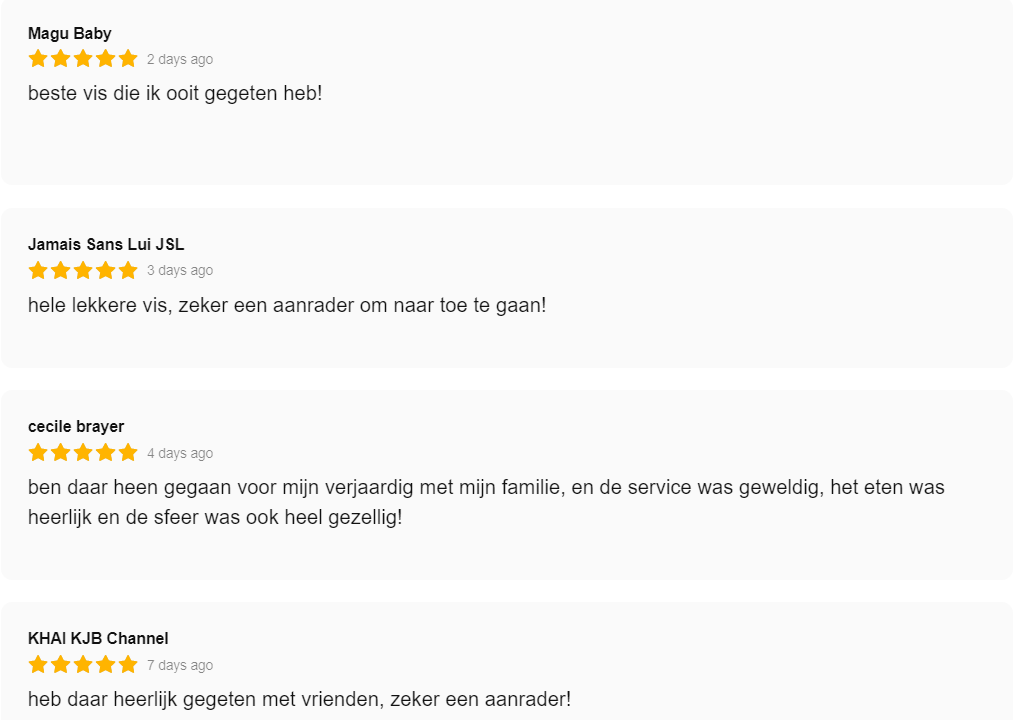 Magu Baby
2 days ago
beste vis die ik ooit gegeten heb!
Jamais Sans Lui JSL
3 days ago
hele lekkere vis, zeker een aanrader om naar toe te gaan!
cecile brayer
4 days ago
ben daar heen gegaan voor mijn verjaardig met mijn familie, en de service was geweldig, het eten was
heerlijk en de sfeer was ook heel gezellig!
KHAI KJB Channel
7 days ago
heb daar heerlijk gegeten met vrienden, zeker een aanrader!